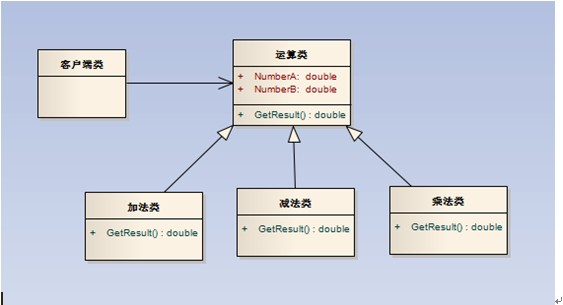 客户端类
运算类
+ NumberA: double
+ NumberB: double
+ GetResult() : double
加法类
+ GetResult() : double
减法类
+ GetResult() : double
乘法类
+ GetResult() : double